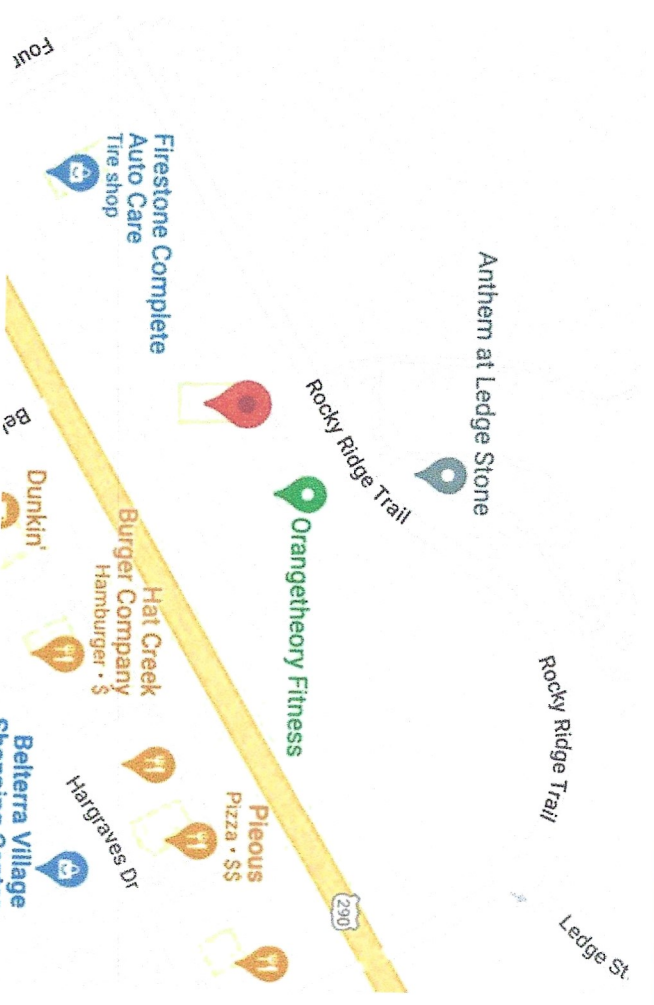 Four
Firestone Complete
Auto Care
Tire shop
Anthem at Ledge Stone
Rocky Ridge Trail
Orangetheory Fitness
Rocky Ridge Trail
Ledge St
290
Dunkin'
Hat Creek
Burger Company
Hamburger · $
Pieous
Pizza · $$
Hargraves Dr
Belterra Village